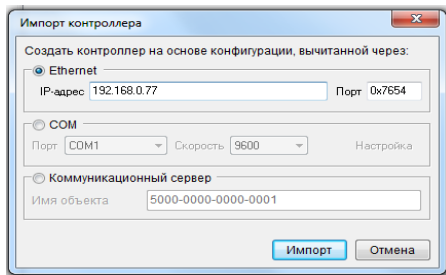 Импорт контроллера
Создать контроллер на основе конфигурации, вычитанной через:
Ethernet
IP-адрес 192.168.0.77 Порт 0x7654
COM
Порт COM1 Скорость 9600 Настройка
Коммуникационный сервер
Имя объекта 5000-0000-0000-0001
Импорт Отмена